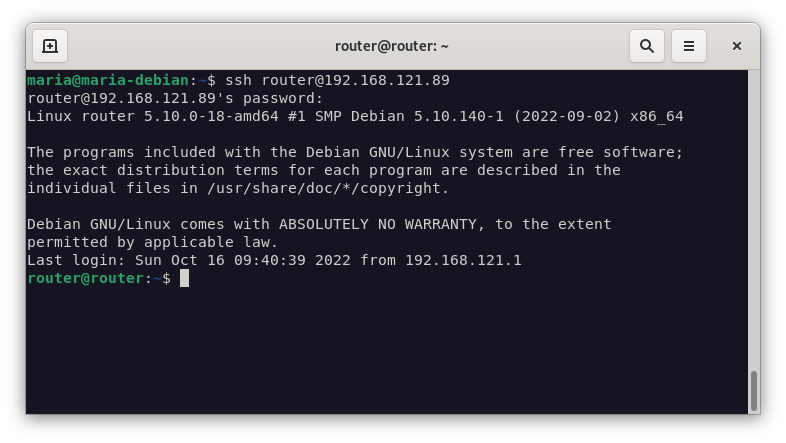 router@router: ~
maria@maria-debian:~$ ssh router@192.168.121.89
router@192.168.121.89's password:
Linux router 5.10.0-18-amd64 #1 SMP Debian 5.10.140-1 (2022-09-02) x86_64
The programs included with the Debian GNU/Linux system are free software;
the exact distribution terms for each program are described in the
individual files in /usr/share/doc/*/copyright.
Debian GNU/Linux comes with ABSOLUTELY NO WARRANTY, to the extent
permitted by applicable law.
Last login: Sun Oct 16 09:40:39 2022 from 192.168.121.1
router@router:~$